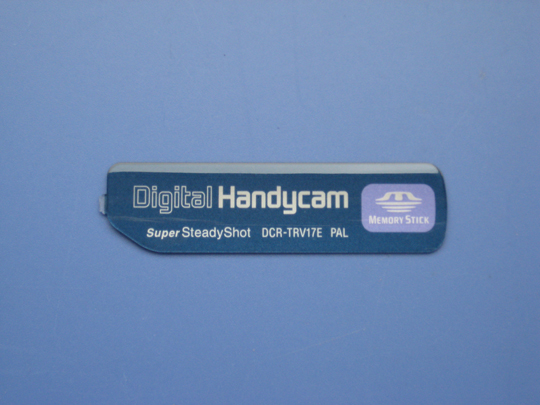 Digital Handycam
MEMORY STICK
Super SteadyShot DCR-TRV17E PAL